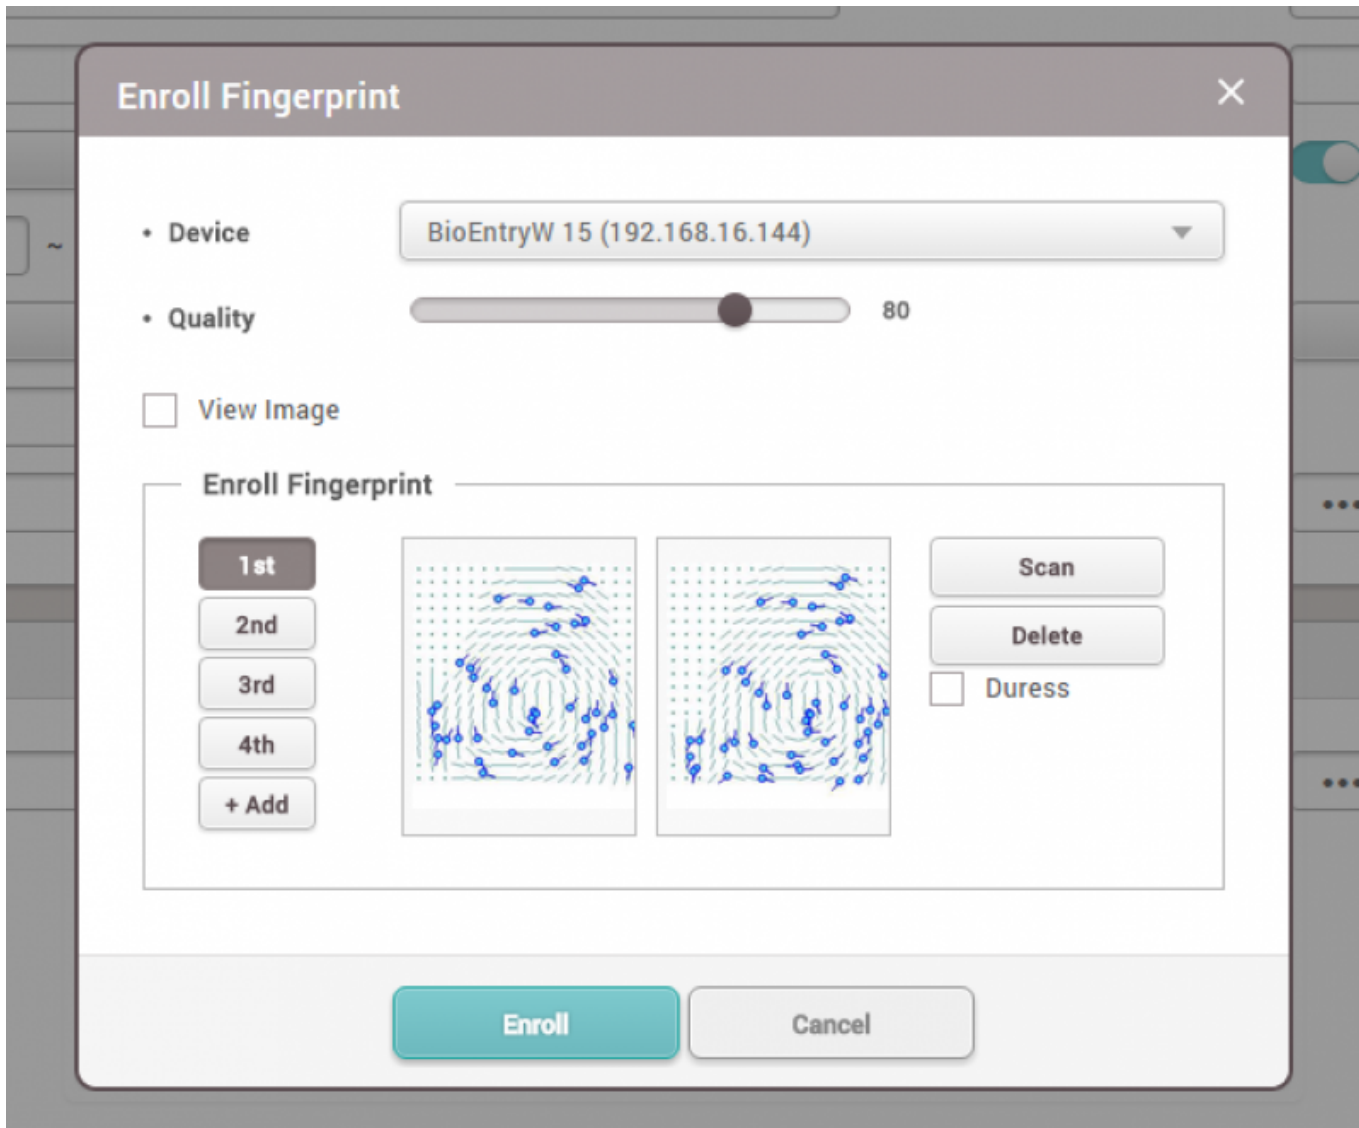 Enroll Fingerprint
~
• Device
BioEntryW 15 (192.168.16.144)
• Quality
80
View Image
Enroll Fingerprint
1st
2nd
3rd
4th
+ Add
Scan
Delete
Duress
Enroll
Cancel